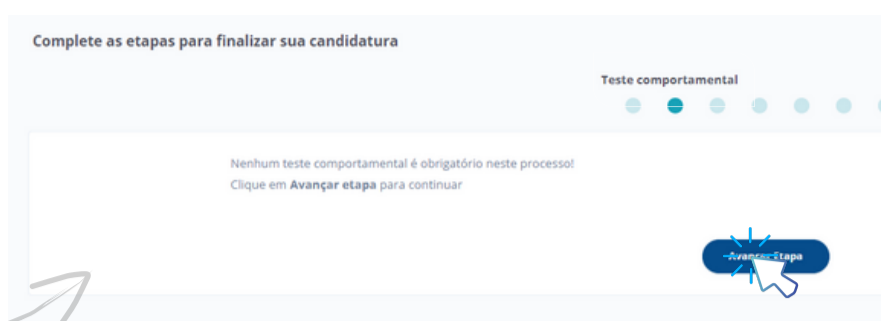 Complete as etapas para finalizar sua candidatura
Teste comportamental
Nenhum teste comportamental é obrigatório neste processo!
Clique em Avançar etapa para continuar
Avançar Etapa